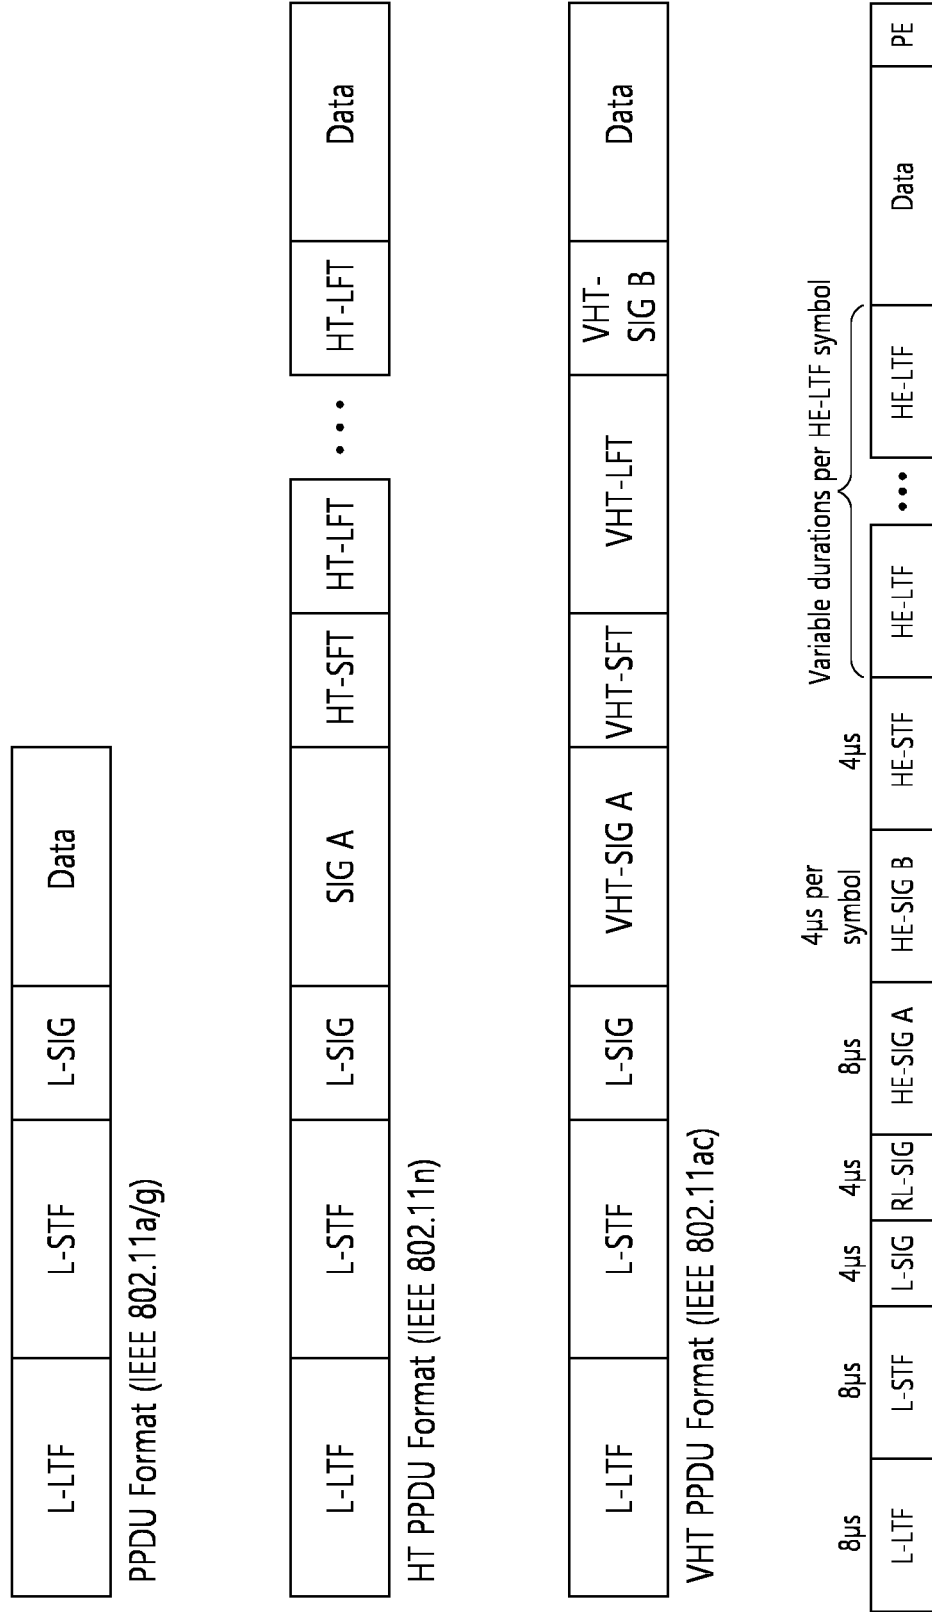 L-LTF
L-STF
L-SIG
Data
PPDU Format (IEEE 802.11a/g)
L-LTF
L-STF
L-SIG
SIG A
HT-SFT
HT-LFT
•••
HT-LFT
Data
HT PPDU Format (IEEE 802.11n)
L-LTF
L-STF
L-SIG
VHT-SIG A
VHT-SFT
VHT-LFT
VHT-
SIG B
Data
VHT PPDU Format (IEEE 802.11ac)
8µs
8µs
4µs
4µs
8µs
4µs per
symbol
4µs
Variable durations per HE-LTF symbol
L-LTF
L-STF
L-SIG
RL-SIG
HE-SIG A
HE-SIG B
HE-STF
HE-LTF
•••
HE-LTF
Data
PE